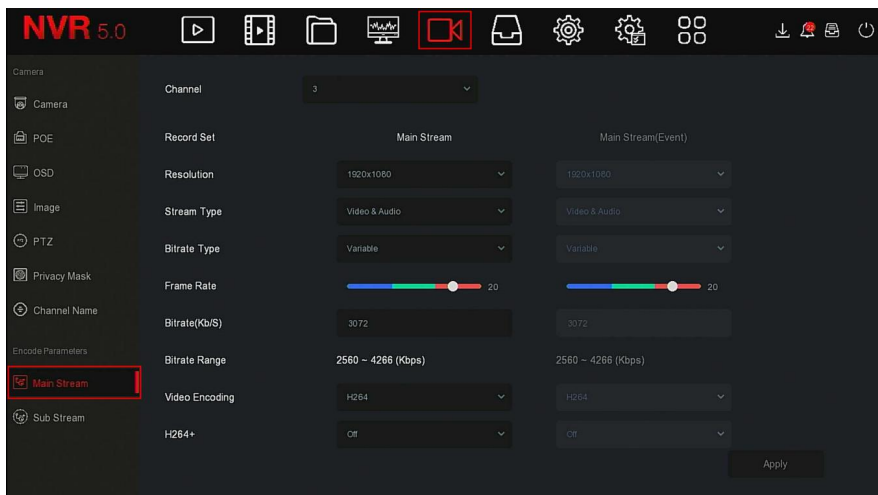 NVR 5.0
22
Camera
Camera
POE
OSD
Image
PTZ
Privacy Mask
Channel Name
Encode Parameters
Main Stream
Sub Stream
Channel 3
Record Set Main Stream Main Stream(Event)
Resolution 1920x1080 1920x1080
Stream Type Video & Audio Video & Audio
Bitrate Type Variable Variable
Frame Rate 20 20
Bitrate(Kb/S) 3072 3072
Bitrate Range 2560 ~ 4266 (Kbps) 2560 ~ 4266 (Kbps)
Video Encoding H264 H264
H264+ Off Off
Apply